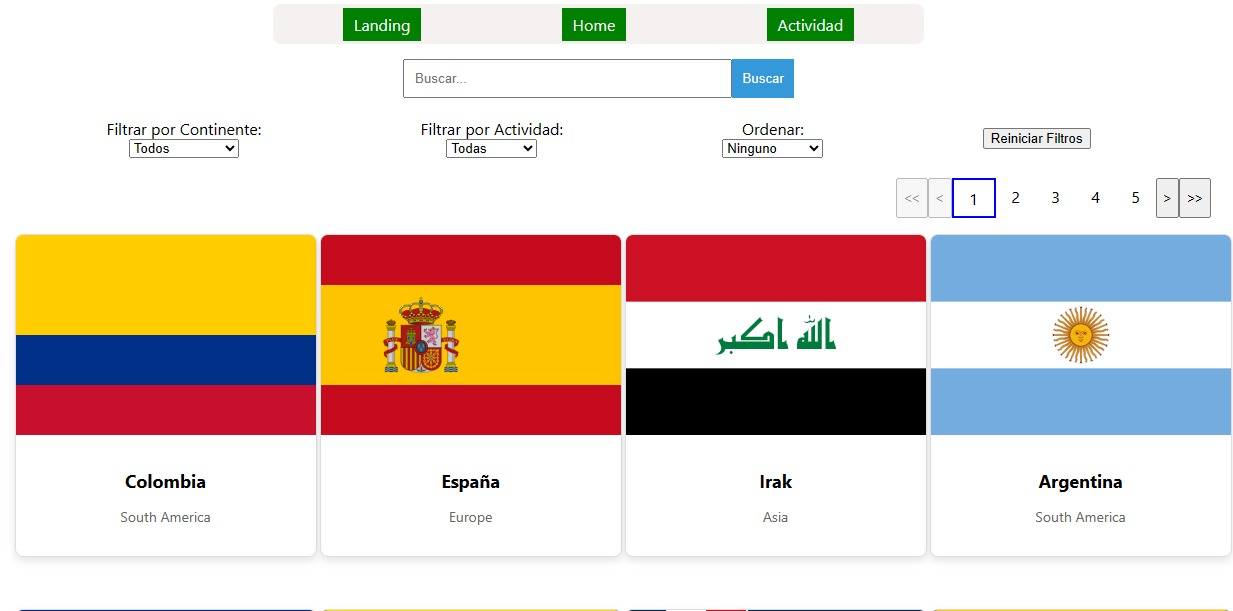 Landing Home Actividad
Buscar... Buscar
Filtrar por Continente: Filtrar por Actividad: Ordenar:
Todos Todas Ninguno Reiniciar Filtros
<< < 1 2 3 4 5 > >>
الله اكبر
Colombia España Irak Argentina
South America Europe Asia South America